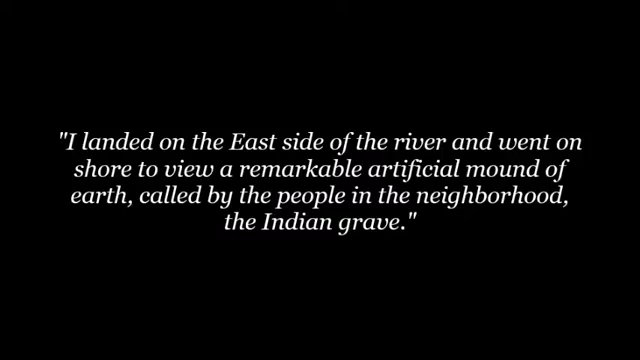 "I landed on the East side of the river and went on
shore to view a remarkable artificial mound of
earth, called by the people in the neighborhood,
the Indian grave."